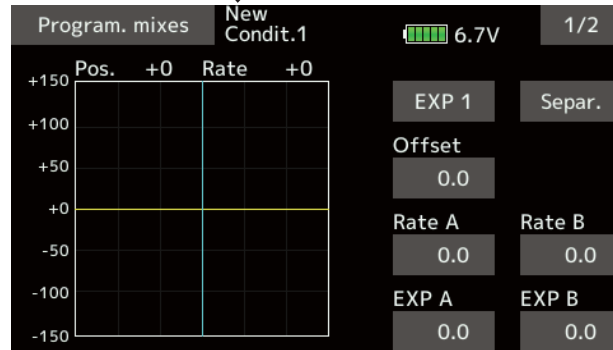 Program. mixes
New
Condit.1
6.7V
1/2
Pos. +0 Rate +0
+150
+100
+50
+0
-50
-100
-150
EXP 1
Separ.
Offset
0.0
Rate A
Rate B
0.0
0.0
EXP A
EXP B
0.0
0.0